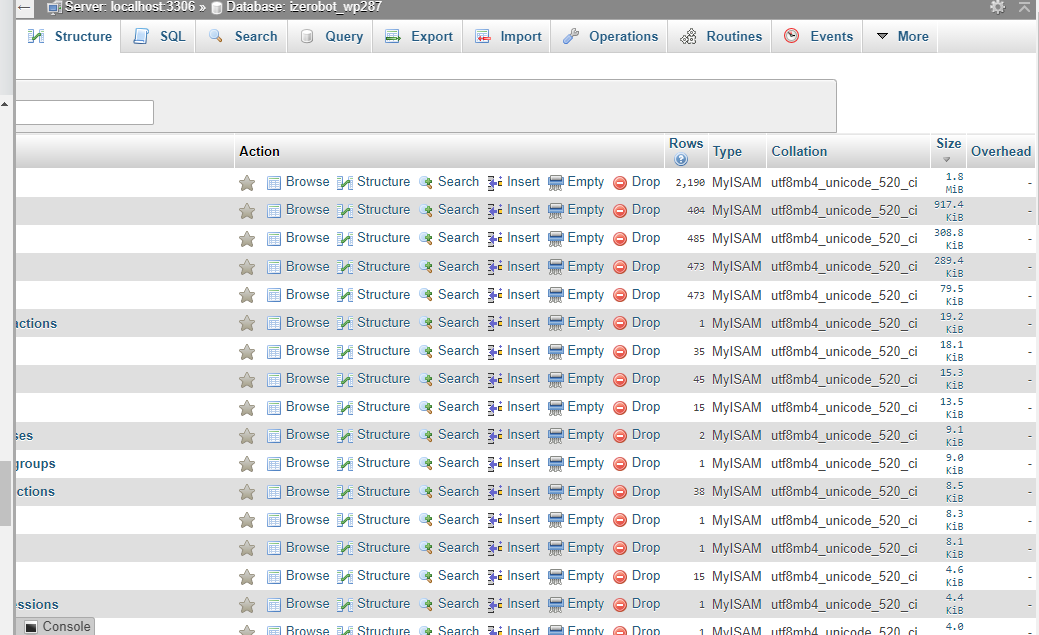 Server: localhost:3306 » Database: izerobot_wp287
Structure SQL Search Query Export Import Operations Routines Events More
Action Rows Type Collation Size Overhead
Browse Structure Search Insert Empty Drop 2,190 MyISAM utf8mb4_unicode_520_ci 1.8 MiB -
Browse Structure Search Insert Empty Drop 404 MyISAM utf8mb4_unicode_520_ci 917.4 KiB -
Browse Structure Search Insert Empty Drop 485 MyISAM utf8mb4_unicode_520_ci 308.8 KiB -
Browse Structure Search Insert Empty Drop 473 MyISAM utf8mb4_unicode_520_ci 289.4 KiB -
Browse Structure Search Insert Empty Drop 473 MyISAM utf8mb4_unicode_520_ci 79.5 KiB -
nctions Browse Structure Search Insert Empty Drop 1 MyISAM utf8mb4_unicode_520_ci 19.2 KiB -
Browse Structure Search Insert Empty Drop 35 MyISAM utf8mb4_unicode_520_ci 18.1 KiB -
Browse Structure Search Insert Empty Drop 45 MyISAM utf8mb4_unicode_520_ci 15.3 KiB -
Browse Structure Search Insert Empty Drop 15 MyISAM utf8mb4_unicode_520_ci 13.5 KiB -
ses Browse Structure Search Insert Empty Drop 2 MyISAM utf8mb4_unicode_520_ci 9.1 KiB -
groups Browse Structure Search Insert Empty Drop 1 MyISAM utf8mb4_unicode_520_ci 9.0 KiB -
ctions Browse Structure Search Insert Empty Drop 38 MyISAM utf8mb4_unicode_520_ci 8.5 KiB -
Browse Structure Search Insert Empty Drop 1 MyISAM utf8mb4_unicode_520_ci 8.3 KiB -
Browse Structure Search Insert Empty Drop 1 MyISAM utf8mb4_unicode_520_ci 8.1 KiB -
Browse Structure Search Insert Empty Drop 15 MyISAM utf8mb4_unicode_520_ci 4.6 KiB -
essions Browse Structure Search Insert Empty Drop 1 MyISAM utf8mb4_unicode_520_ci 4.4 KiB -
Console Browse Structure Search Insert Empty Drop 1 MyISAM utf8mb4_unicode_520_ci 4.0 -